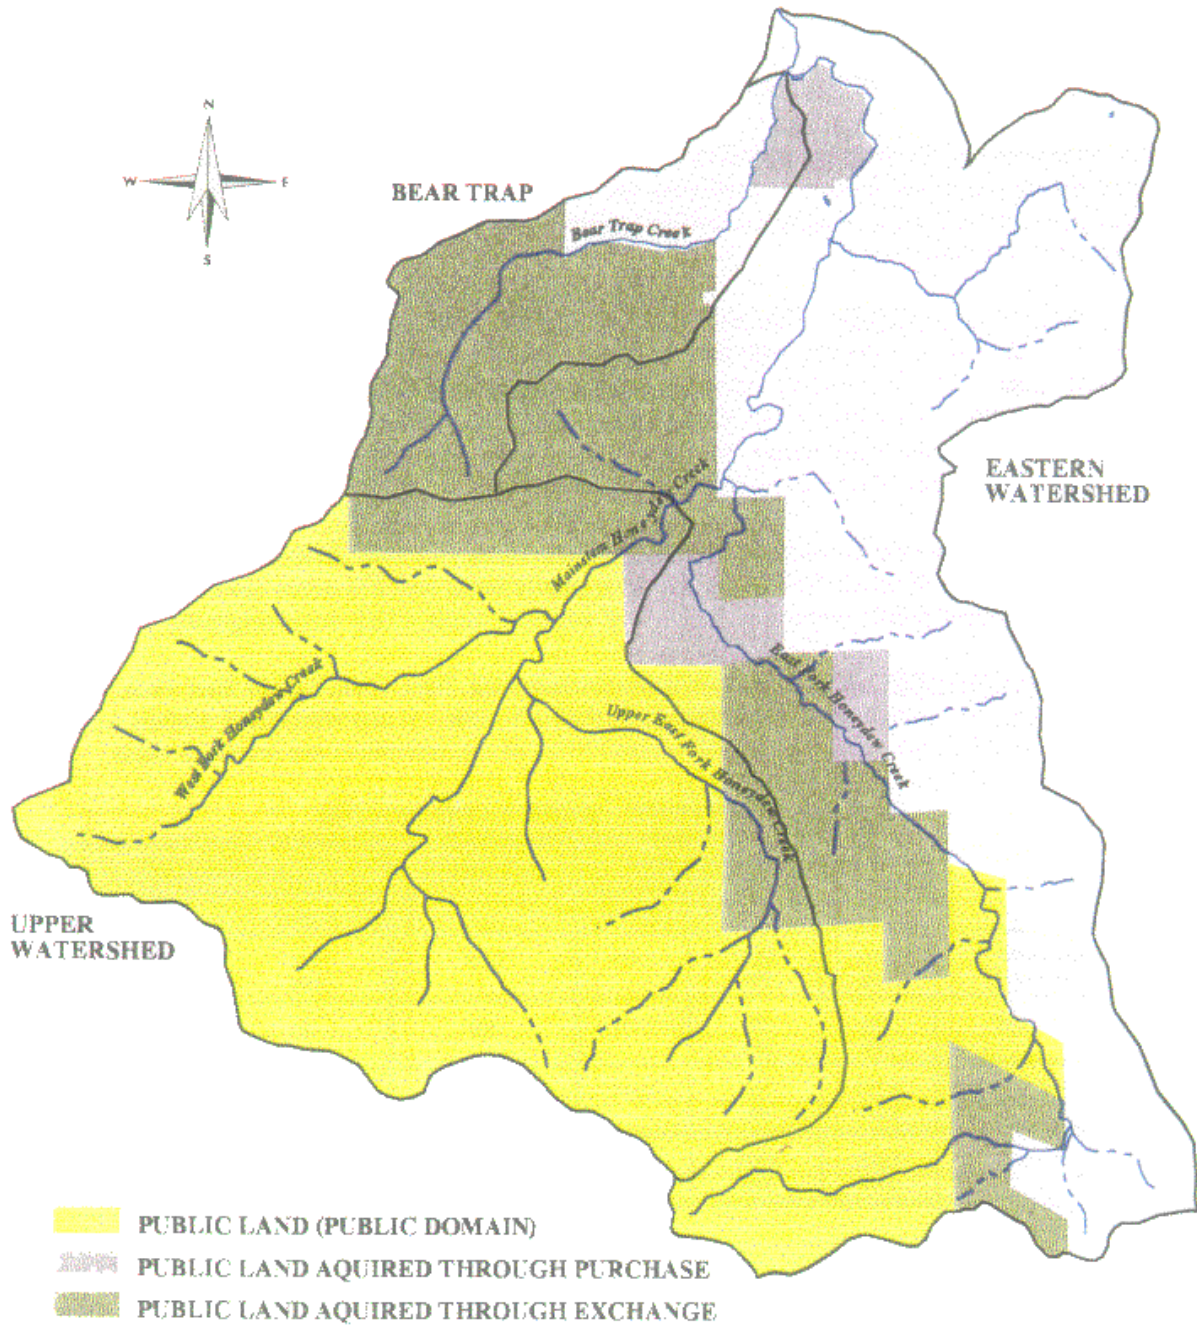 N
W E
S
BEAR TRAP
Bear Trap Creek
EASTERN
WATERSHED
Mainstem Honeydew Creek
East Fork Honeydew Creek
West Fork Honeydew Creek
Upper East Fork Honeydew Creek
UPPER
WATERSHED
PUBLIC LAND (PUBLIC DOMAIN)
PUBLIC LAND AQUIRED THROUGH PURCHASE
PUBLIC LAND AQUIRED THROUGH EXCHANGE